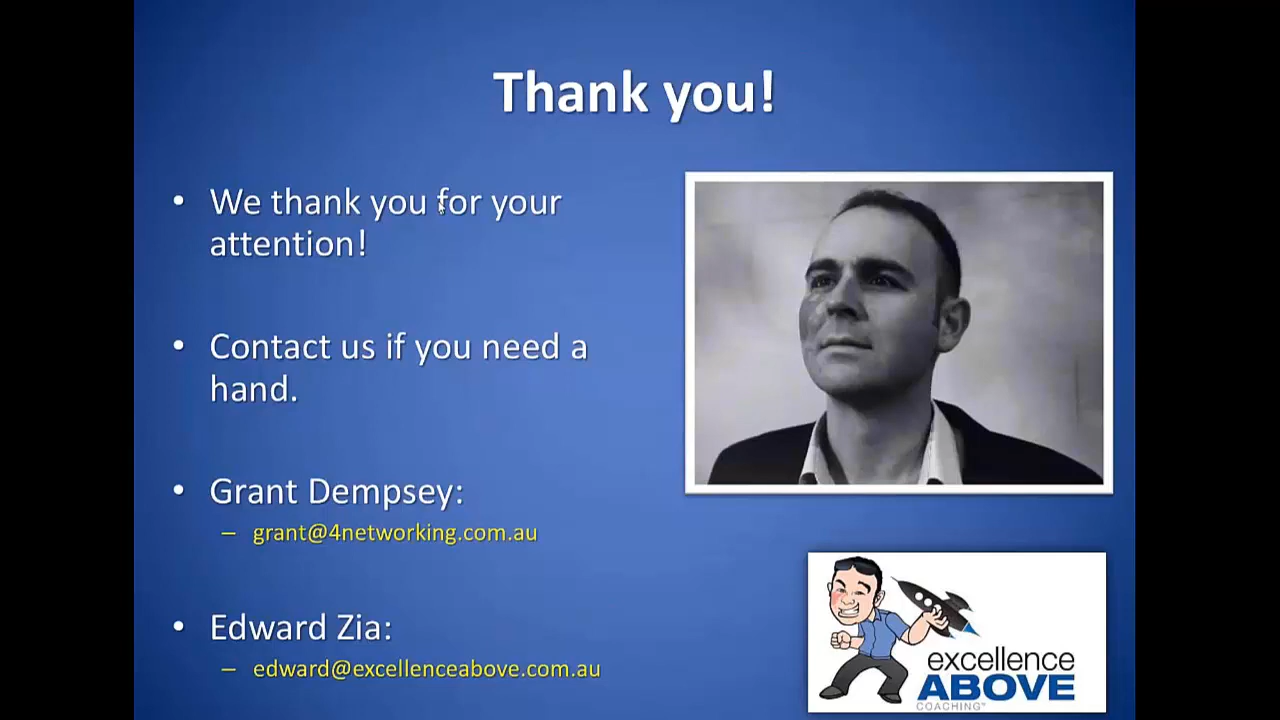 Thank you!
• We thank you for your
attention!
• Contact us if you need a
hand.
• Grant Dempsey:
– grant@4networking.com.au
• Edward Zia:
– edward@excellenceabove.com.au
excellence
ABOVE
COACHING™